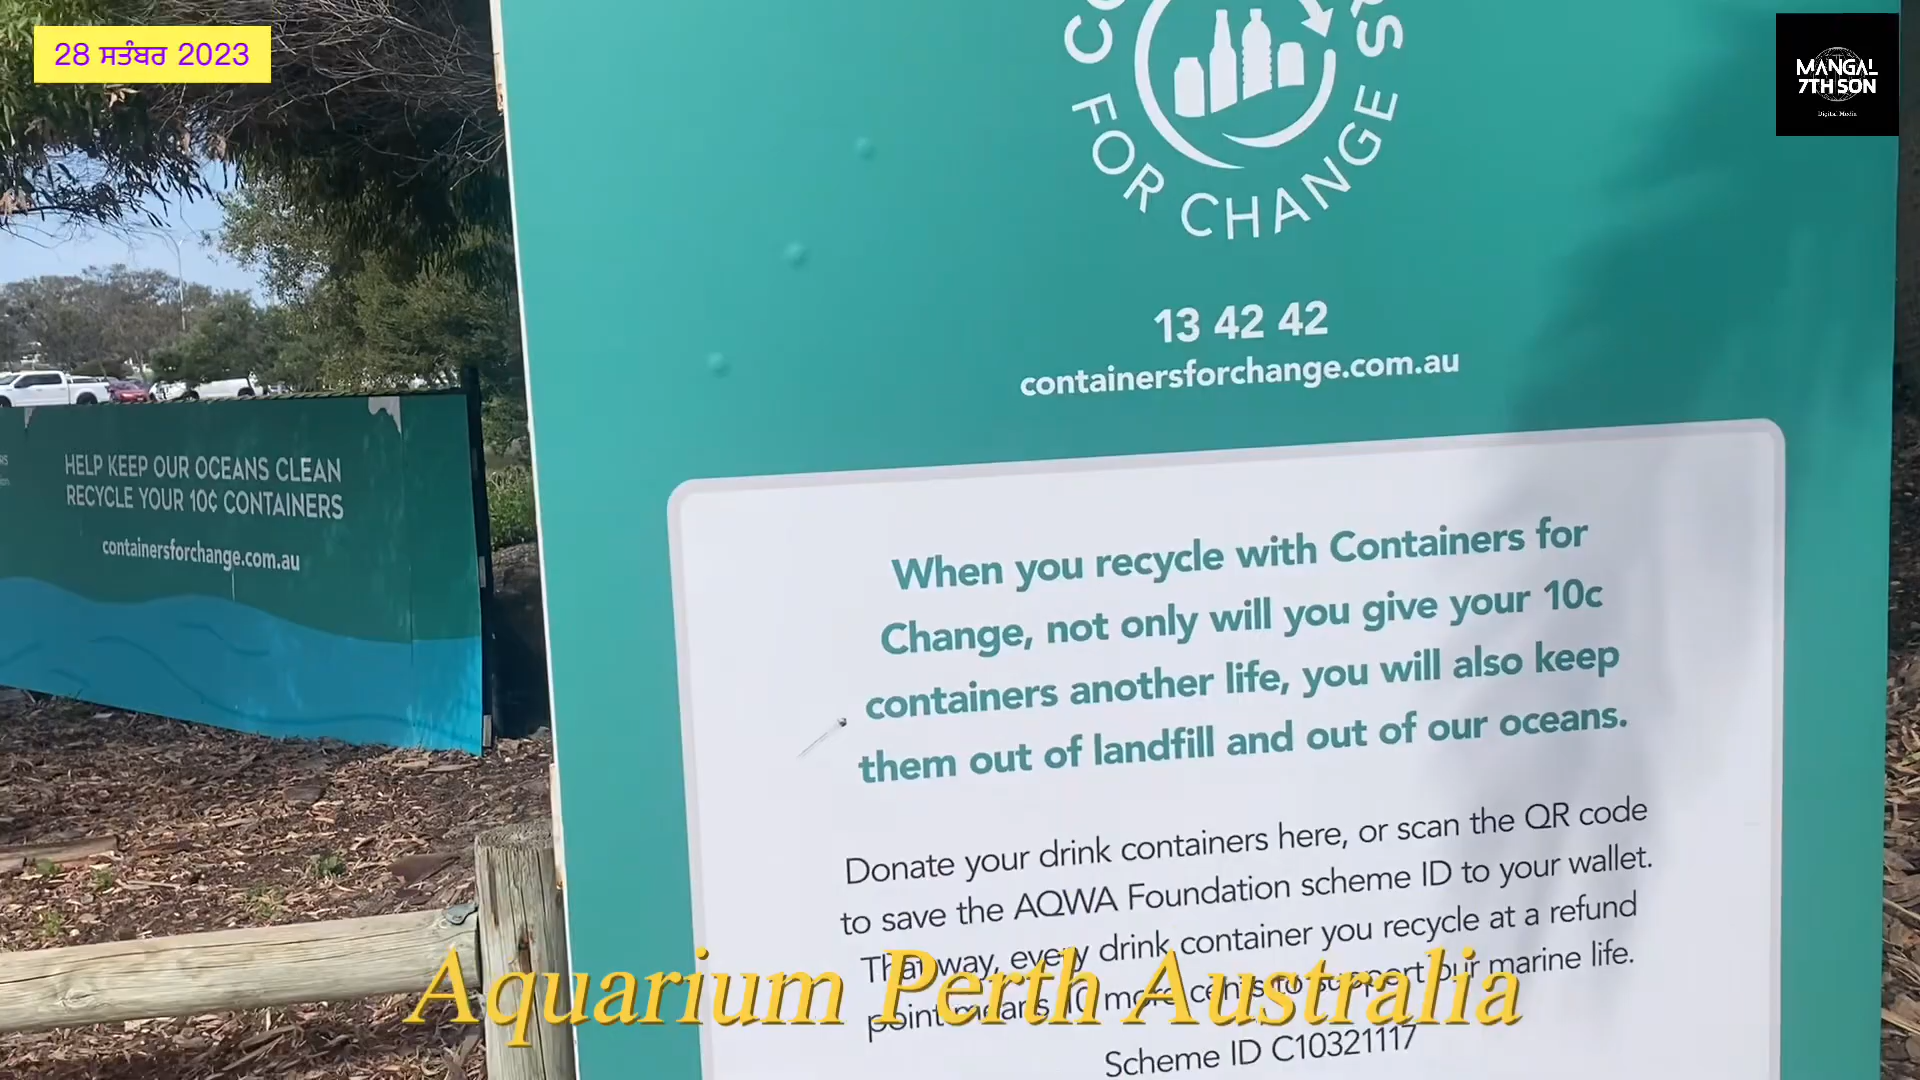 28 ਸਤੰਬਰ 2023
MANGAL
7TH SON
Digital Media
FOR CHANGE
13 42 42
containersforchange.com.au
HELP KEEP OUR OCEANS CLEAN
RECYCLE YOUR 10¢ CONTAINERS
containersforchange.com.au
When you recycle with Containers for
Change, not only will you give your 10c
containers another life, you will also keep
them out of landfill and out of our oceans.
Donate your drink containers here, or scan the QR code
to save the AQWA Foundation scheme ID to your wallet.
That way, every drink container you recycle at a refund
point means 10 more cents to support our marine life.
Scheme ID C10321117
Aquarium Perth Australia